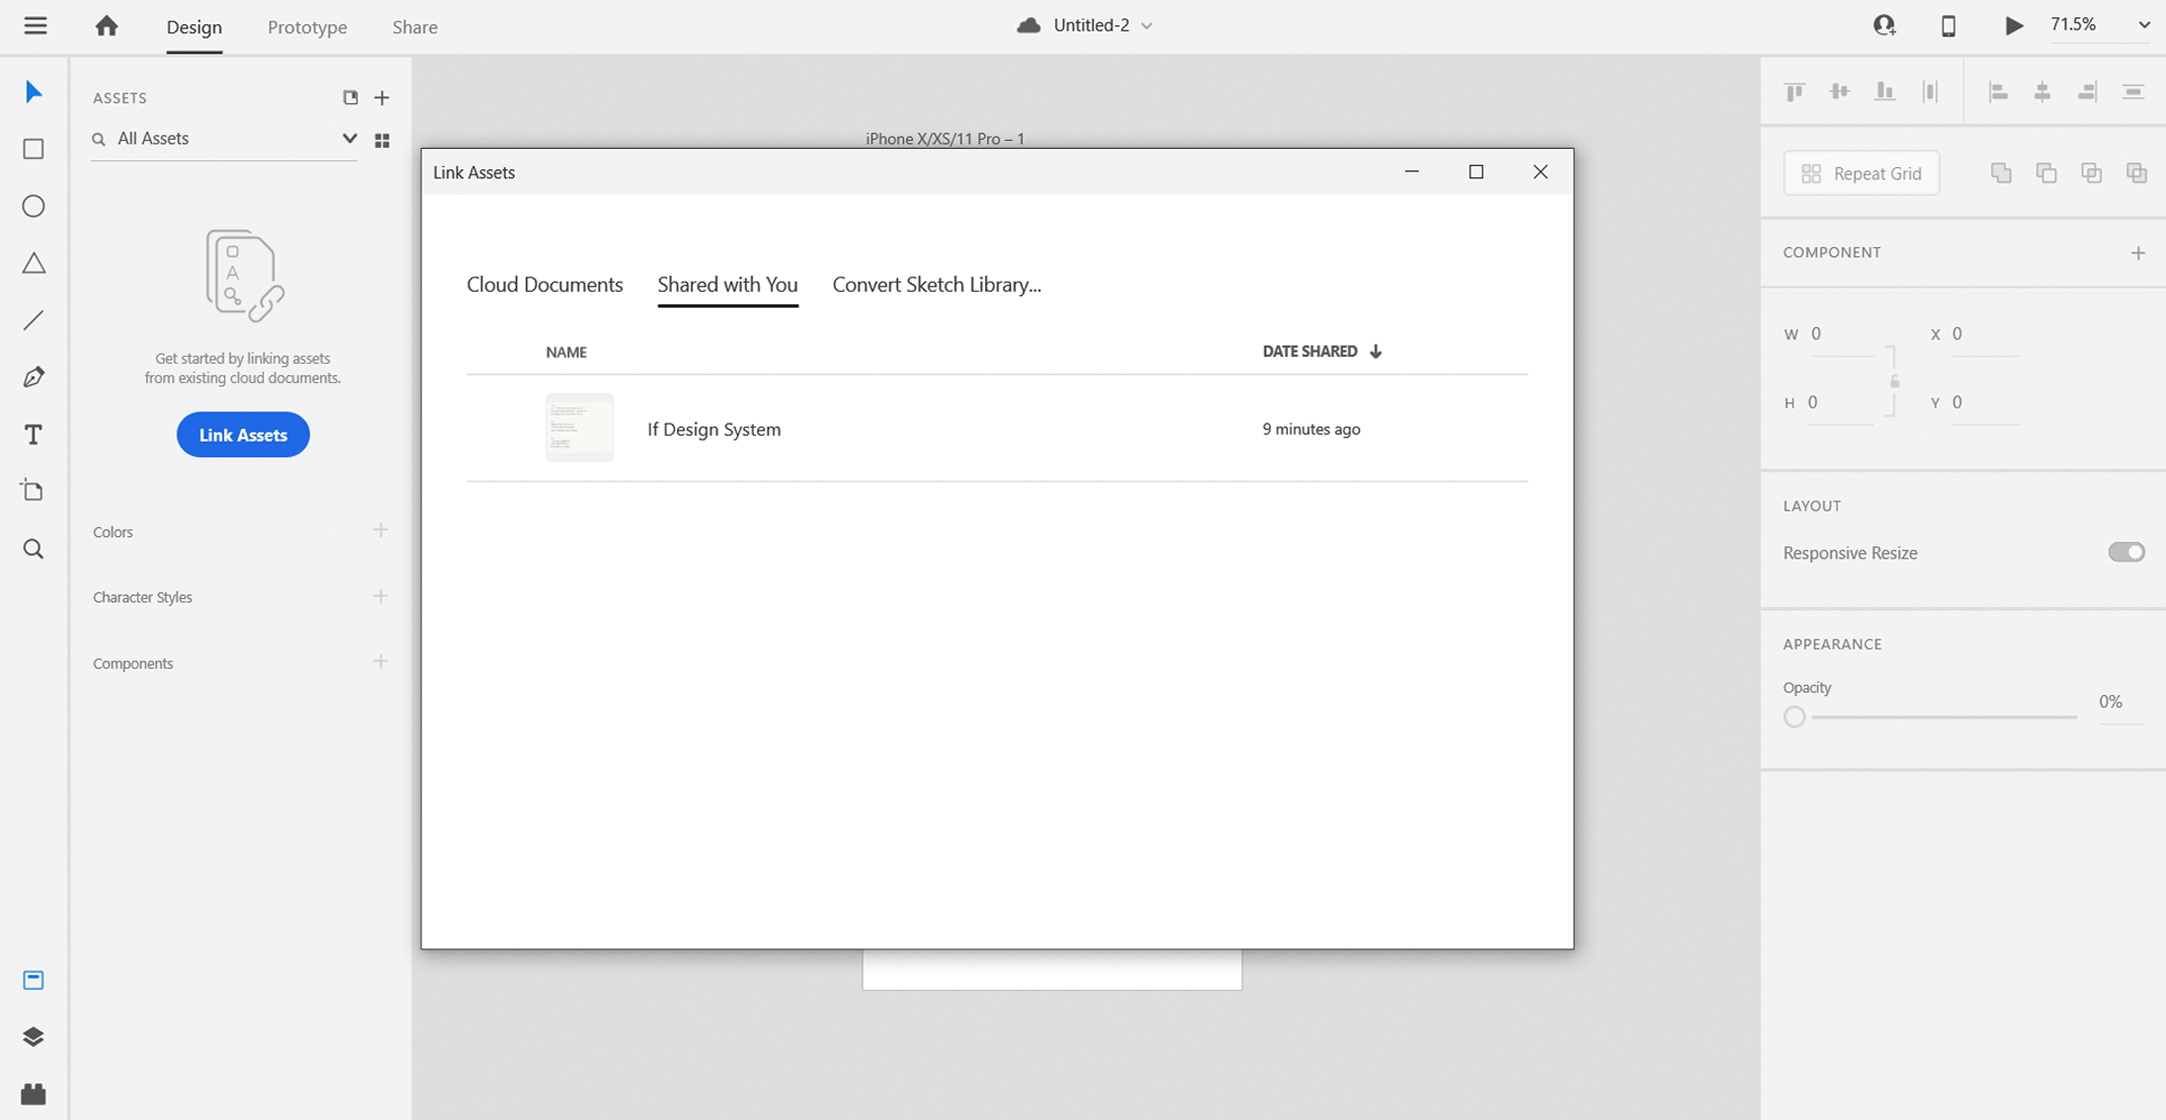 Design
Prototype
Share
Untitled-2
71.5%
ASSETS
All Assets
Get started by linking assets
from existing cloud documents.
Link Assets
Colors
Character Styles
Components
iPhone X/XS/11 Pro – 1
Link Assets
Cloud Documents
Shared with You
Convert Sketch Library...
NAME
DATE SHARED
If Design System
9 minutes ago
Repeat Grid
COMPONENT
W 0
X 0
H 0
Y 0
LAYOUT
Responsive Resize
APPEARANCE
Opacity
0%